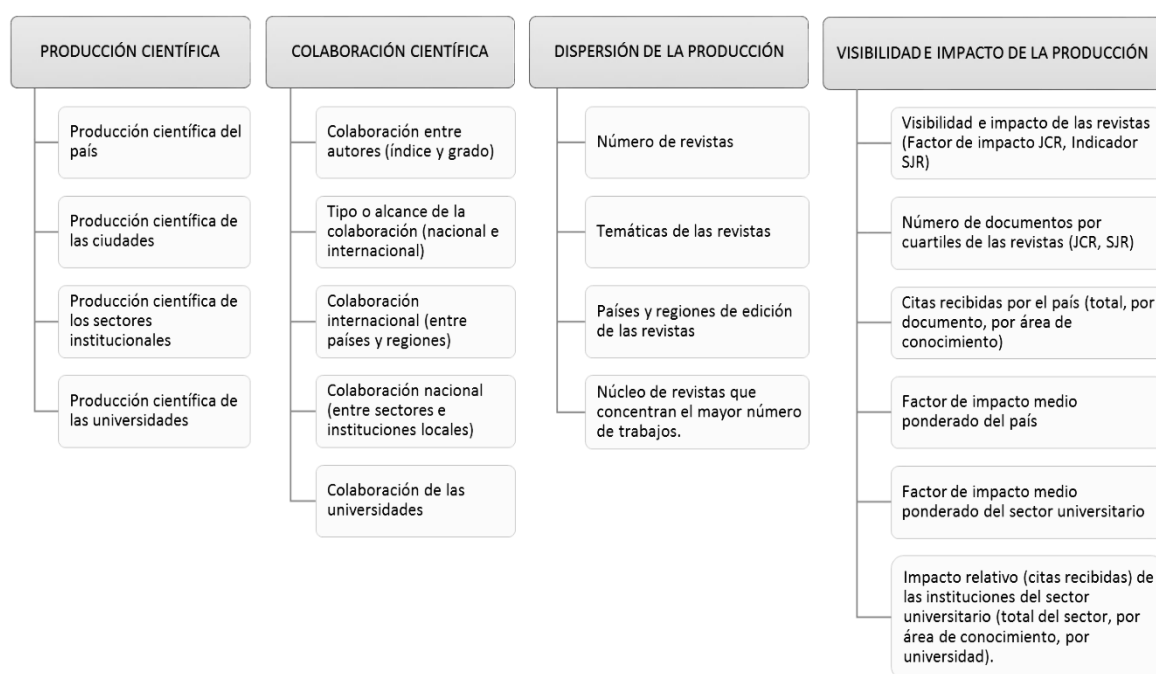 PRODUCCIÓN CIENTÍFICA
Producción científica del
país
Producción científica de
las ciudades
Producción científica de
los sectores
institucionales
Producción científica de
las universidades
COLABORACIÓN CIENTÍFICA
Colaboración entre
autores (índice y grado)
Tipo o alcance de la
colaboración (nacional e
internacional)
Colaboración
internacional (entre
países y regiones)
Colaboración nacional
(entre sectores e
instituciones locales)
Colaboración de las
universidades
DISPERSIÓN DE LA PRODUCCIÓN
Número de revistas
Temáticas de las revistas
Países y regiones de edición
de las revistas
Núcleo de revistas que
concentran el mayor número
de trabajos.
VISIBILIDAD E IMPACTO DE LA PRODUCCIÓN
Visibilidad e impacto de las revistas
(Factor de impacto JCR, Indicador
SJR)
Número de documentos por
cuartiles de las revistas (JCR, SJR)
Citas recibidas por el país (total, por
documento, por área de
conocimiento)
Factor de impacto medio
ponderado del país
Factor de impacto medio
ponderado del sector universitario
Impacto relativo (citas recibidas) de
las instituciones del sector
universitario (total del sector, por
área de conocimiento, por
universidad).